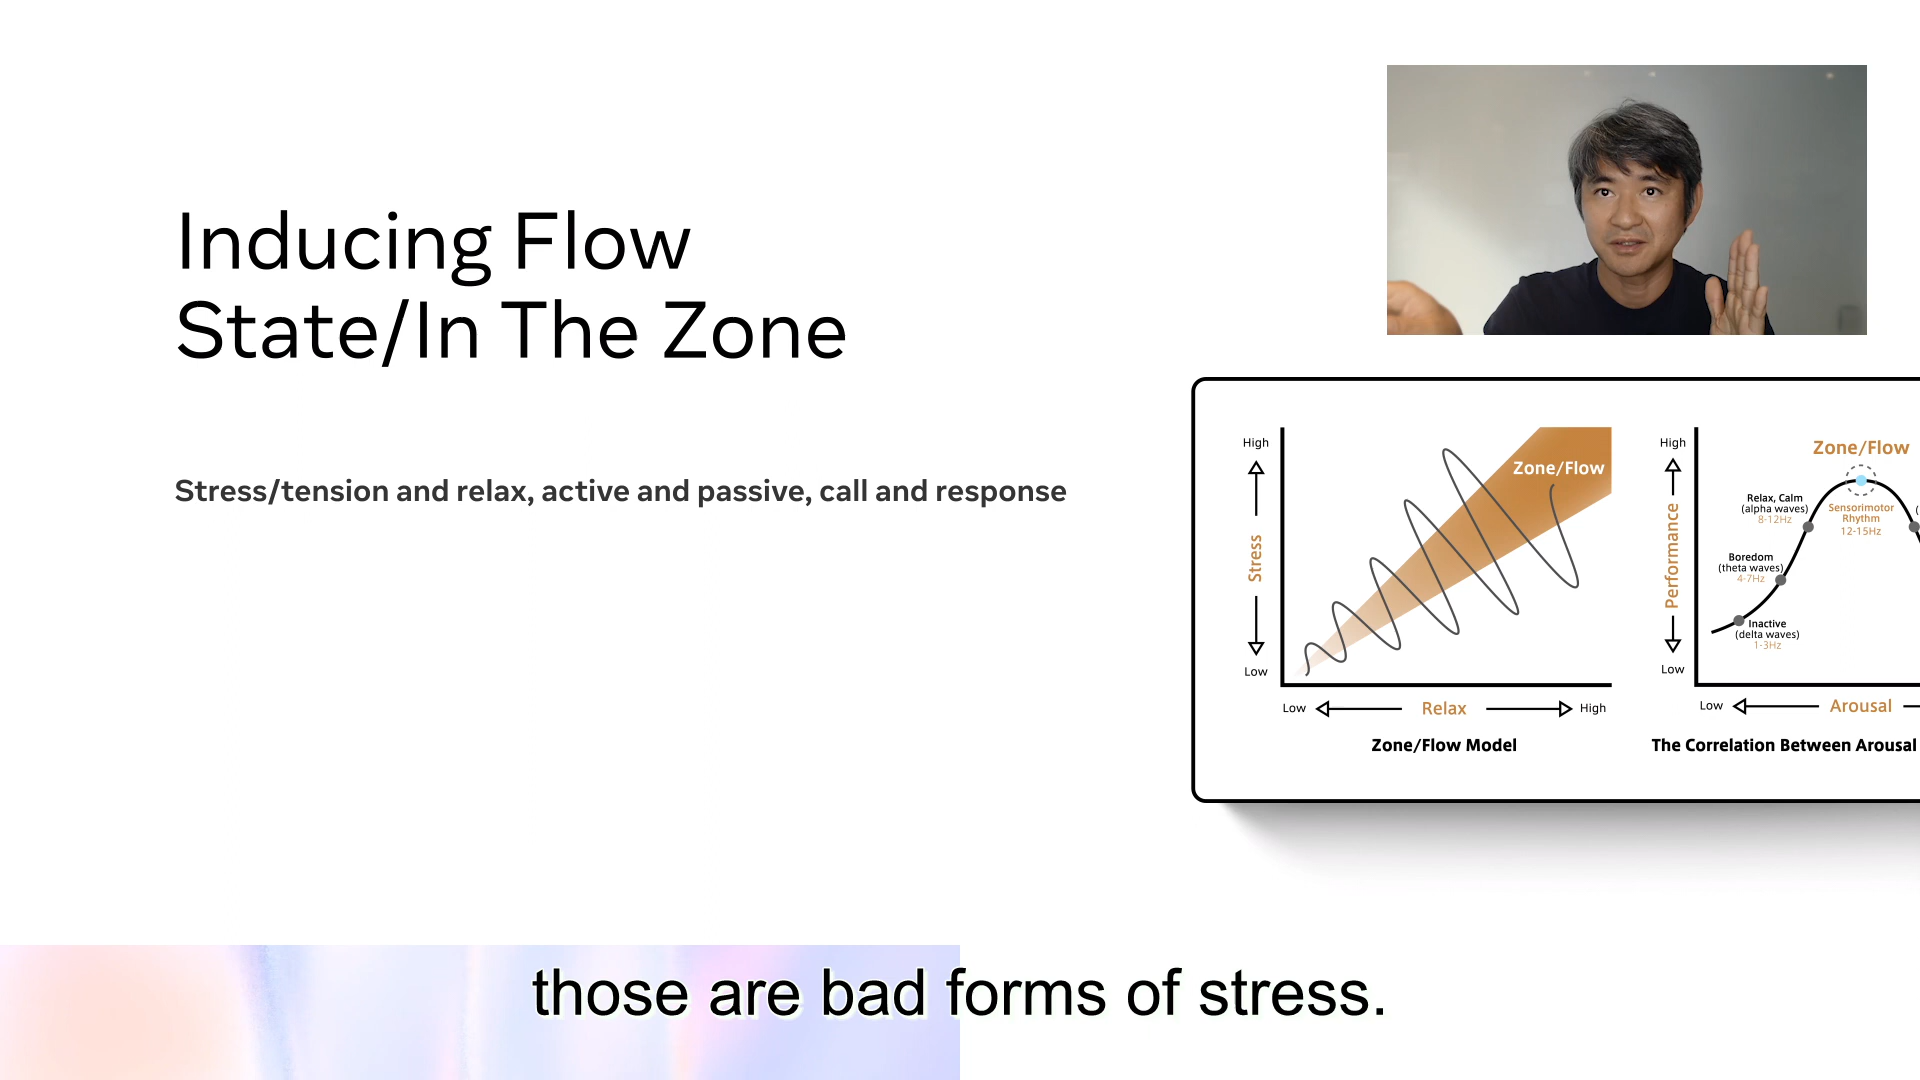 Inducing Flow
State/In The Zone
Stress/tension and relax, active and passive, call and response
High
Stress
Low
Zone/Flow
Low
Relax
High
Zone/Flow Model
High
Performance
Low
Zone/Flow
Relax, Calm
(alpha waves)
8-12Hz
Sensorimotor
Rhythm
12-15Hz
(
Boredom
(theta waves)
4-7Hz
Inactive
(delta waves)
1-3Hz
Low
Arousal
The Correlation Between Arousal
those are bad forms of stress.